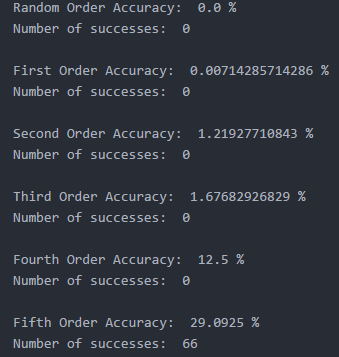 Random Order Accuracy:  0.0 %
Number of successes:  0
First Order Accuracy:  0.00714285714286 %
Number of successes:  0
Second Order Accuracy:  1.21927710843 %
Number of successes:  0
Third Order Accuracy:  1.67682926829 %
Number of successes:  0
Fourth Order Accuracy:  12.5 %
Number of successes:  0
Fifth Order Accuracy:  29.0925 %
Number of successes:  66